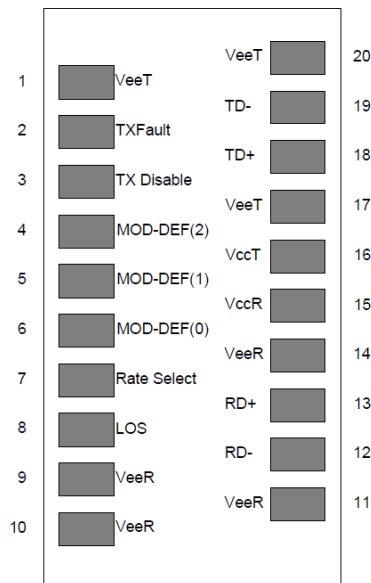 1 VeeT
2 TXFault
3 TX Disable
4 MOD-DEF(2)
5 MOD-DEF(1)
6 MOD-DEF(0)
7 Rate Select
8 LOS
9 VeeR
10 VeeR
VeeT 20
TD- 19
TD+ 18
VeeT 17
VccT 16
VccR 15
VeeR 14
RD+ 13
RD- 12
VeeR 11